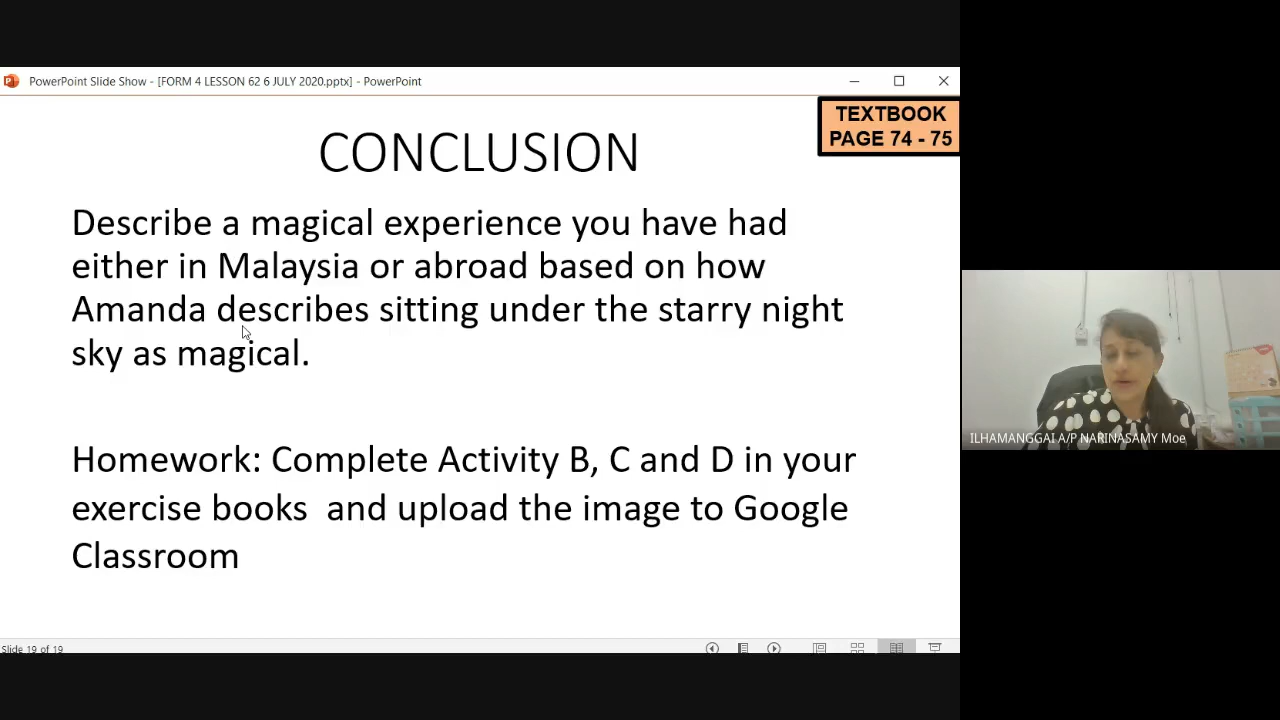 PowerPoint Slide Show - [FORM 4 LESSON 62 6 JULY 2020.pptx] - PowerPoint
TEXTBOOK
PAGE 74 - 75
CONCLUSION
Describe a magical experience you have had
either in Malaysia or abroad based on how
Amanda describes sitting under the starry night
sky as magical.
Homework: Complete Activity B, C and D in your
exercise books  and upload the image to Google
Classroom
ILHAMANGGAI A/P NARINASAMY Moe
Slide 19 of 19